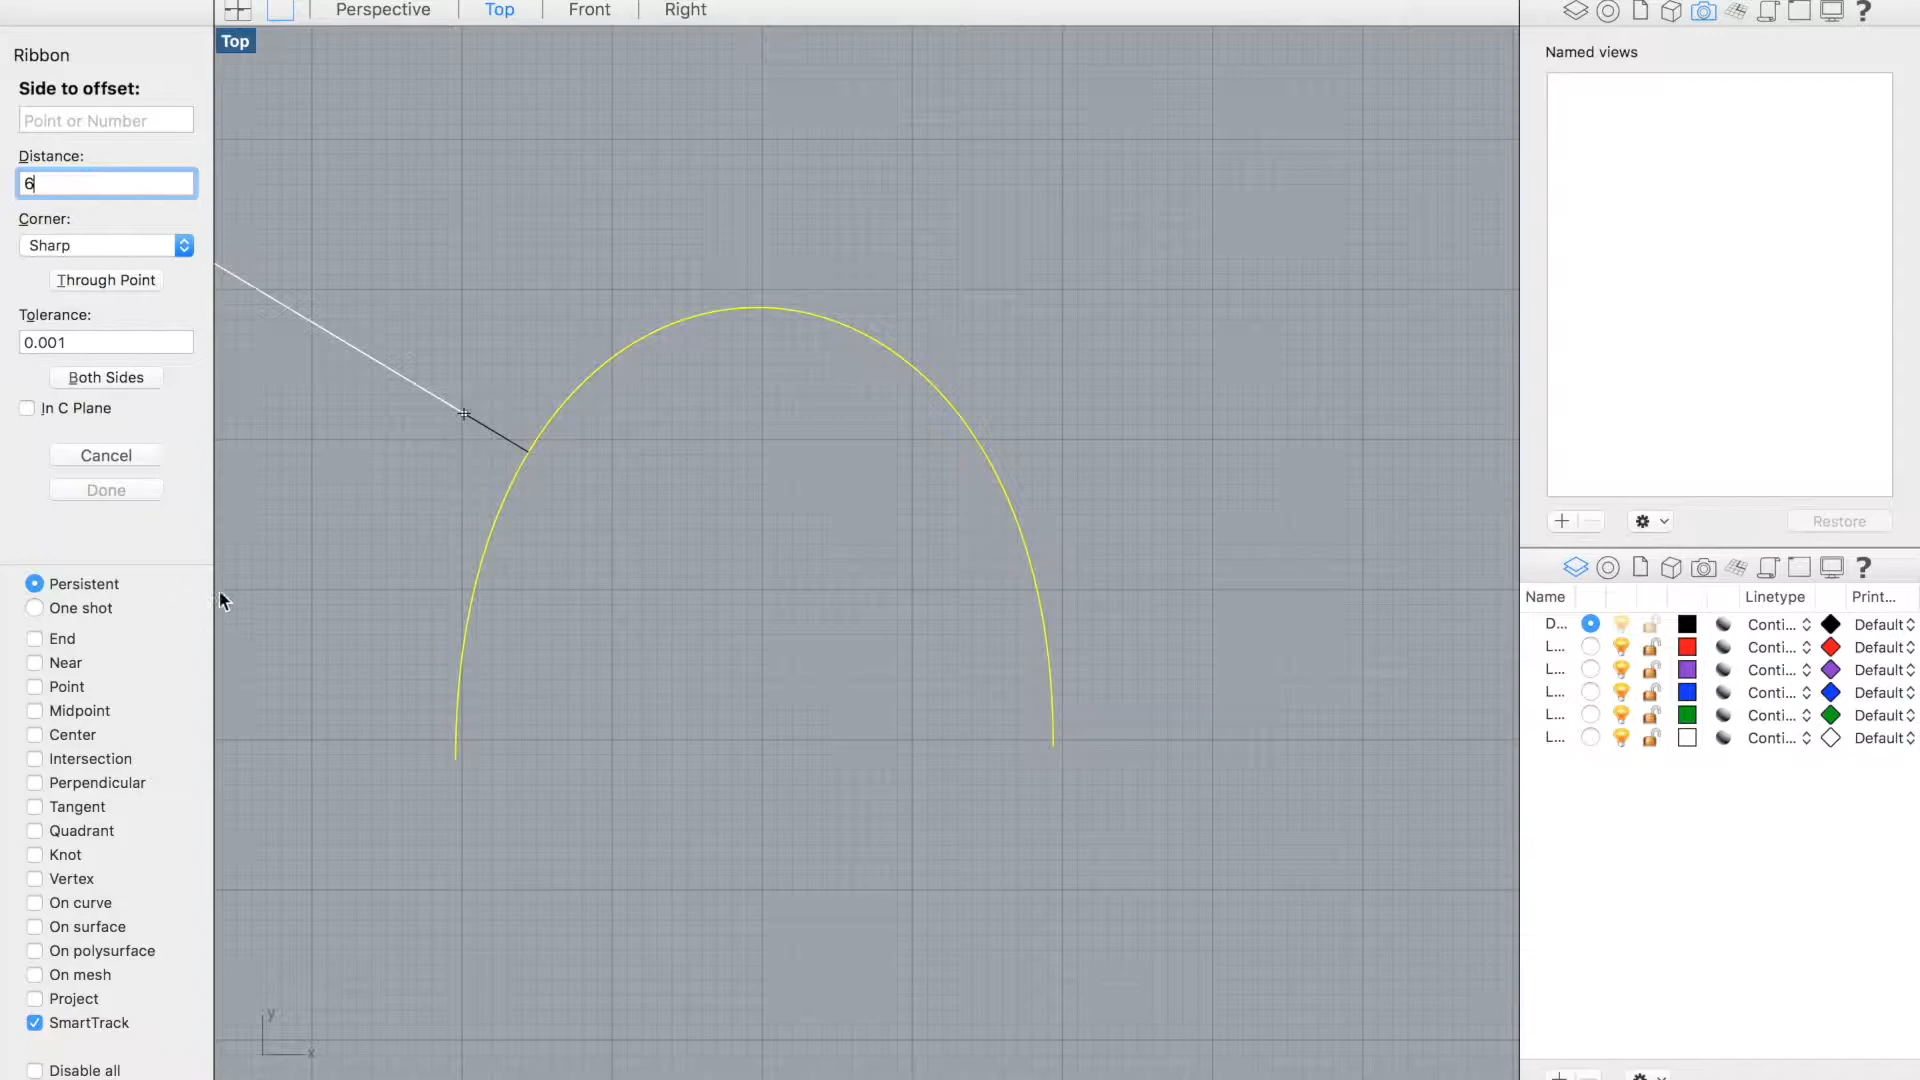 Perspective
Top
Front
Right
Top
Ribbon
Side to offset:
Point or Number
Distance:
6
Corner:
Sharp
Through Point
Tolerance:
0.001
Both Sides
In C Plane
Cancel
Done
Persistent
One shot
End
Near
Point
Midpoint
Center
Intersection
Perpendicular
Tangent
Quadrant
Knot
Vertex
On curve
On surface
On polysurface
On mesh
Project
SmartTrack
Disable all
y
x
?
Named views
Restore
?
Name Linetype Print...
D... Conti... Default
L... Conti... Default
L... Conti... Default
L... Conti... Default
L... Conti... Default
L... Conti... Default